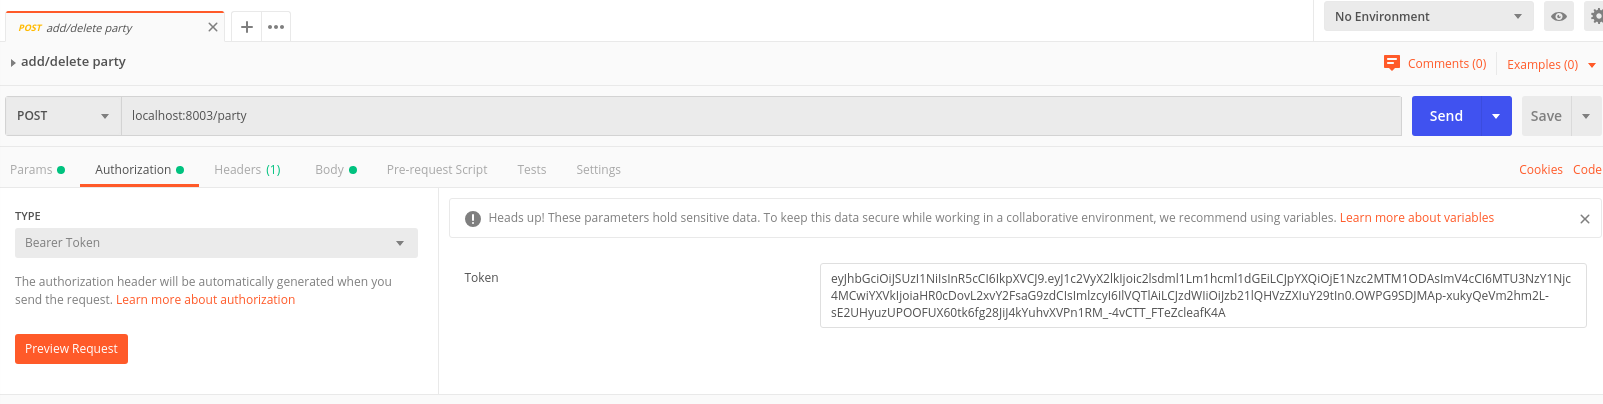 POST add/delete party
No Environment
add/delete party
Comments (0) Examples (0)
POST localhost:8003/party Send Save
Params Authorization Headers (1) Body Pre-request Script Tests Settings Cookies Code
TYPE
Bearer Token
The authorization header will be automatically generated when you
send the request. Learn more about authorization
Preview Request
Heads up! These parameters hold sensitive data. To keep this data secure while working in a collaborative environment, we recommend using variables. Learn more about variables
Token
eyJhbGciOiJSUzI1NiIsInR5cCI6IkpXVCJ9.eyJ1c2VyX2lkIjoic2lsdml1Lm1hcml1dGEiLCJpYXQiOjE1Nzc2MTM1ODAsImV4cCI6MTU3NzY1Njc
4MCwiYXVkIjoiaHR0cDovL2xvY2FsaG9zdCIsImlzcyI6IlVQTlAiLCJzdWIiOiJzb21lQHVzZXIuY29tIn0.OWPG9SDJMAp-xukyQeVm2hm2L-
sE2UHyuzUPOOFUX60tk6fg28JiJ4kYuhvXVPn1RM_-4vCTT_FTeZcleafK4A